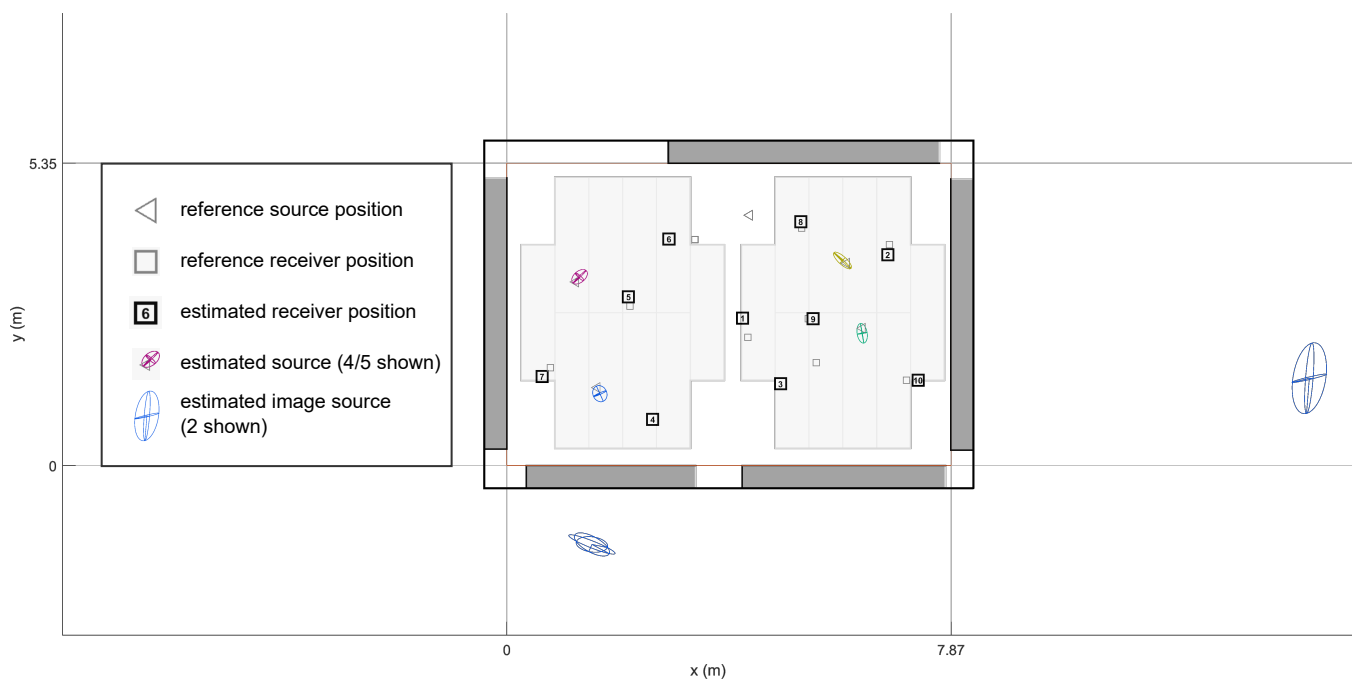 5.35
reference source position
8
6
reference receiver position
2
5
6
estimated receiver position
1
9
y (m)
estimated source (4/5 shown)
7
3
10
estimated image source
(2 shown)
4
0
0
7.87
x (m)